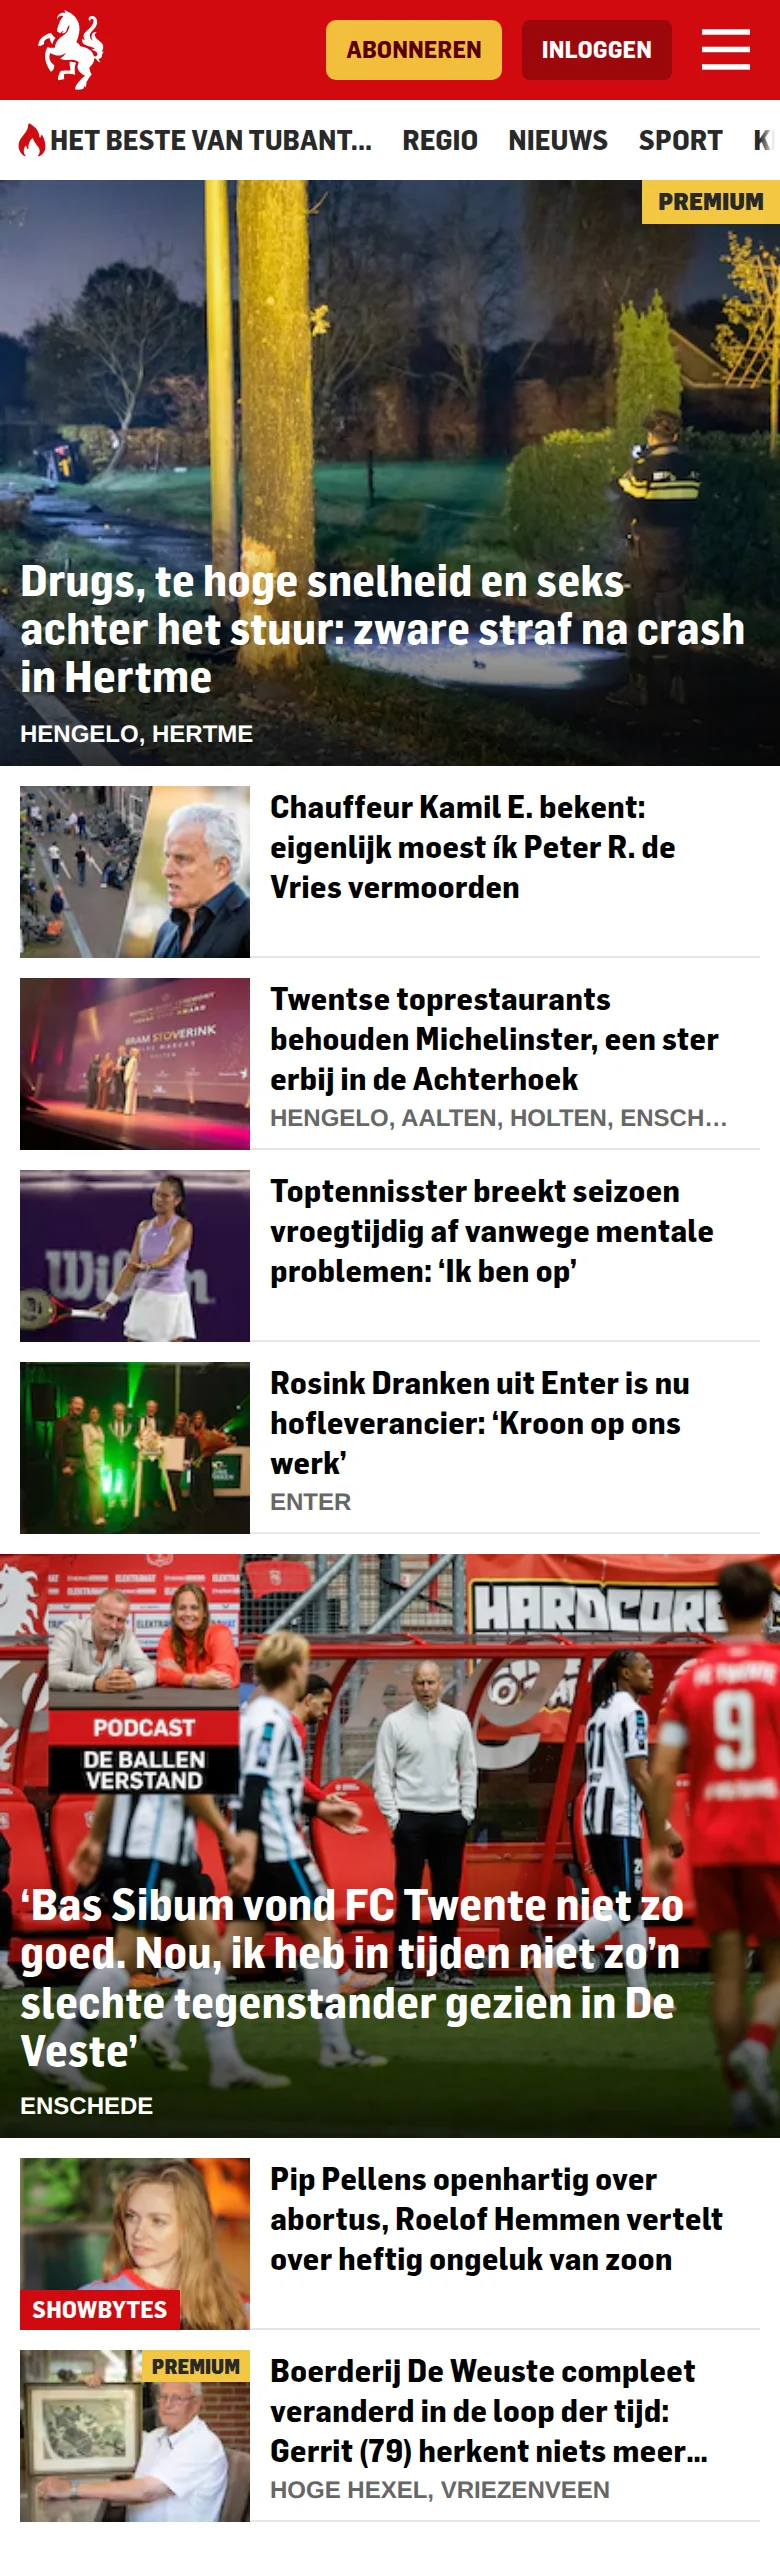 ABONNEREN
INLOGGEN
HET BESTE VAN TUBANT... REGIO NIEUWS SPORT K
PREMIUM
Drugs, te hoge snelheid en seks
achter het stuur: zware straf na crash
in Hertme
HENGELO, HERTME
Chauffeur Kamil E. bekent:
eigenlijk moest ík Peter R. de
Vries vermoorden
BRAM STOVERINK
Twentse toprestaurants
behouden Michelinster, een ster
erbij in de Achterhoek
HENGELO, AALTEN, HOLTEN, ENSCH...
Toptennisster breekt seizoen
vroegtijdig af vanwege mentale
problemen: ‘Ik ben op’
Rosink Dranken uit Enter is nu
hofleverancier: ‘Kroon op ons
werk’
ENTER
HARDCORE
PODCAST
DE BALLEN
VERSTAND
9
‘Bas Sibum vond FC Twente niet zo
goed. Nou, ik heb in tijden niet zo’n
slechte tegenstander gezien in De
Veste’
ENSCHEDE
SHOWBYTES
Pip Pellens openhartig over
abortus, Roelof Hemmen vertelt
over heftig ongeluk van zoon
PREMIUM
Boerderij De Weuste compleet
veranderd in de loop der tijd:
Gerrit (79) herkent niets meer...
HOGE HEXEL, VRIEZENVEEN